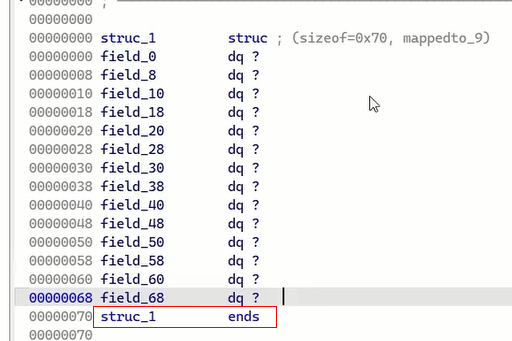 00000000 ;
00000000
00000000 struc_1 struc ; (sizeof=0x70, mappedto_9)
00000000 field_0 dq ?
00000008 field_8 dq ?
00000010 field_10 dq ?
00000018 field_18 dq ?
00000020 field_20 dq ?
00000028 field_28 dq ?
00000030 field_30 dq ?
00000038 field_38 dq ?
00000040 field_40 dq ?
00000048 field_48 dq ?
00000050 field_50 dq ?
00000058 field_58 dq ?
00000060 field_60 dq ?
00000068 field_68 dq ?
00000070 struc_1 ends
00000070